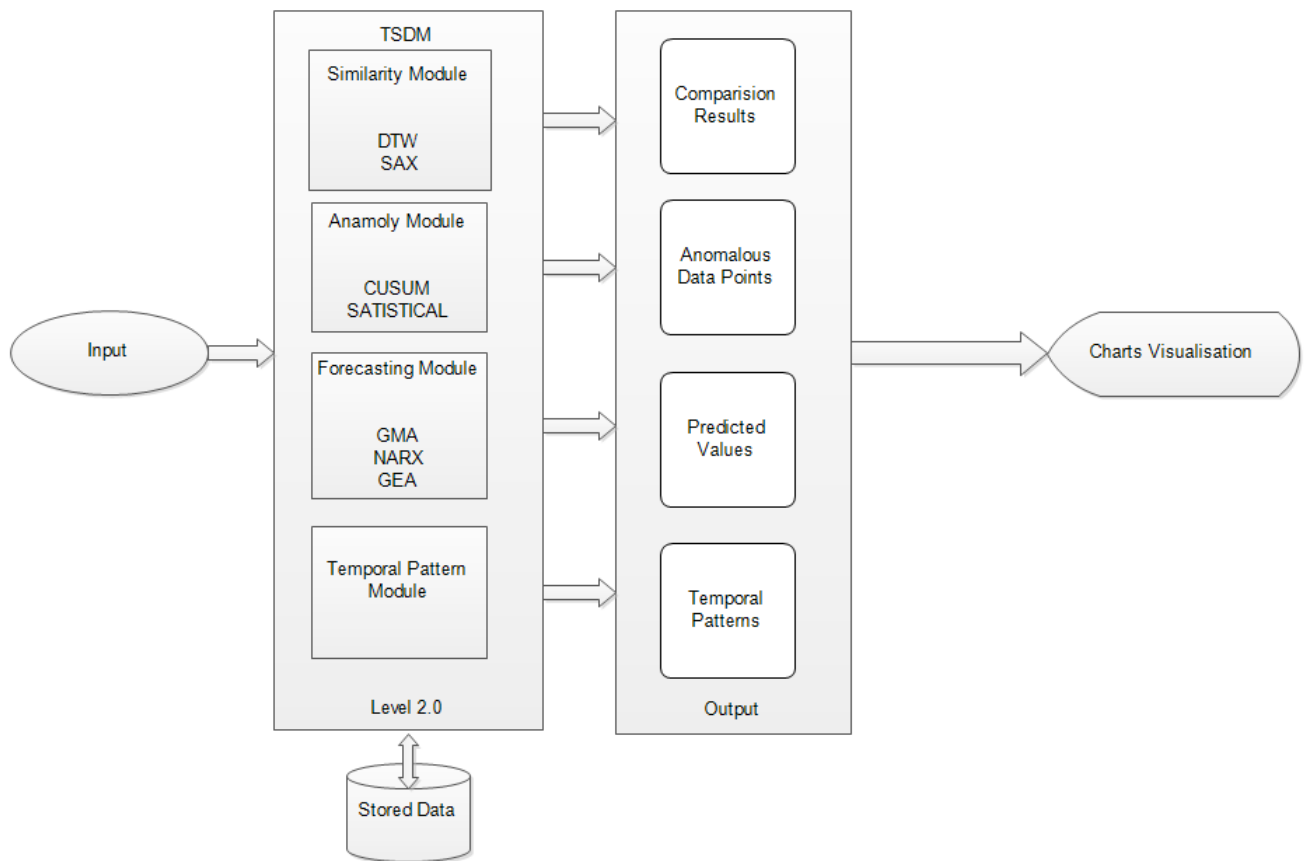 Input
TSDM
Similarity Module
DTW
SAX
Anamoly Module
CUSUM
SATISTICAL
Forecasting Module
GMA
NARX
GEA
Temporal Pattern
Module
Level 2.0
Stored Data
Comparision
Results
Anomalous
Data Points
Predicted
Values
Temporal
Patterns
Output
Charts Visualisation